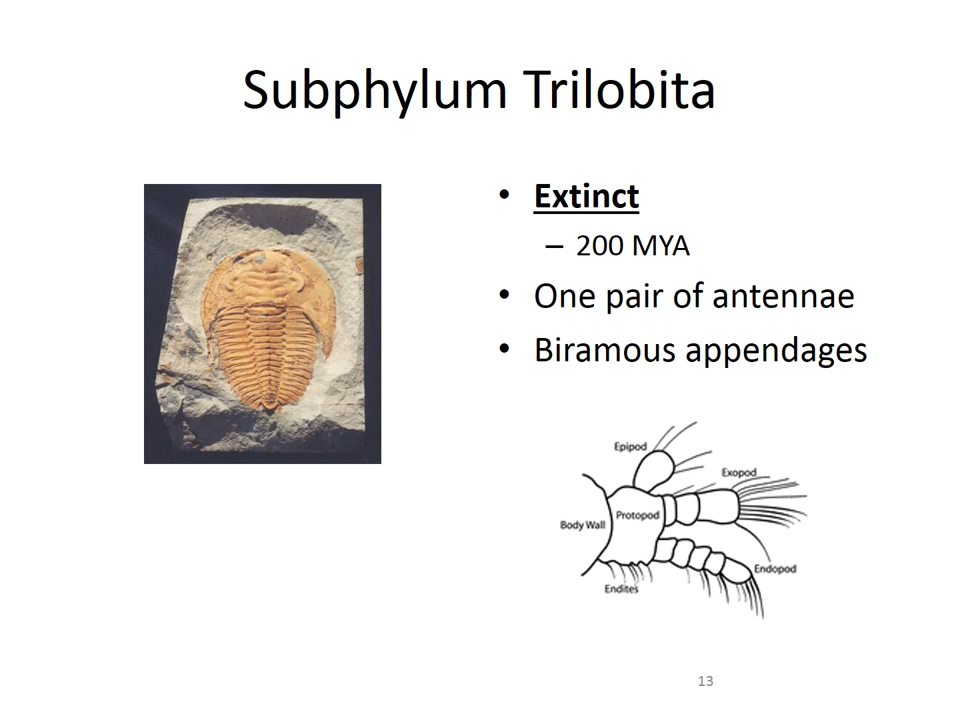 Subphylum Trilobita
• Extinct
– 200 MYA
• One pair of antennae
• Biramous appendages
Epipod
Exopod
Body Wall
Protopod
Endopod
Endites
13